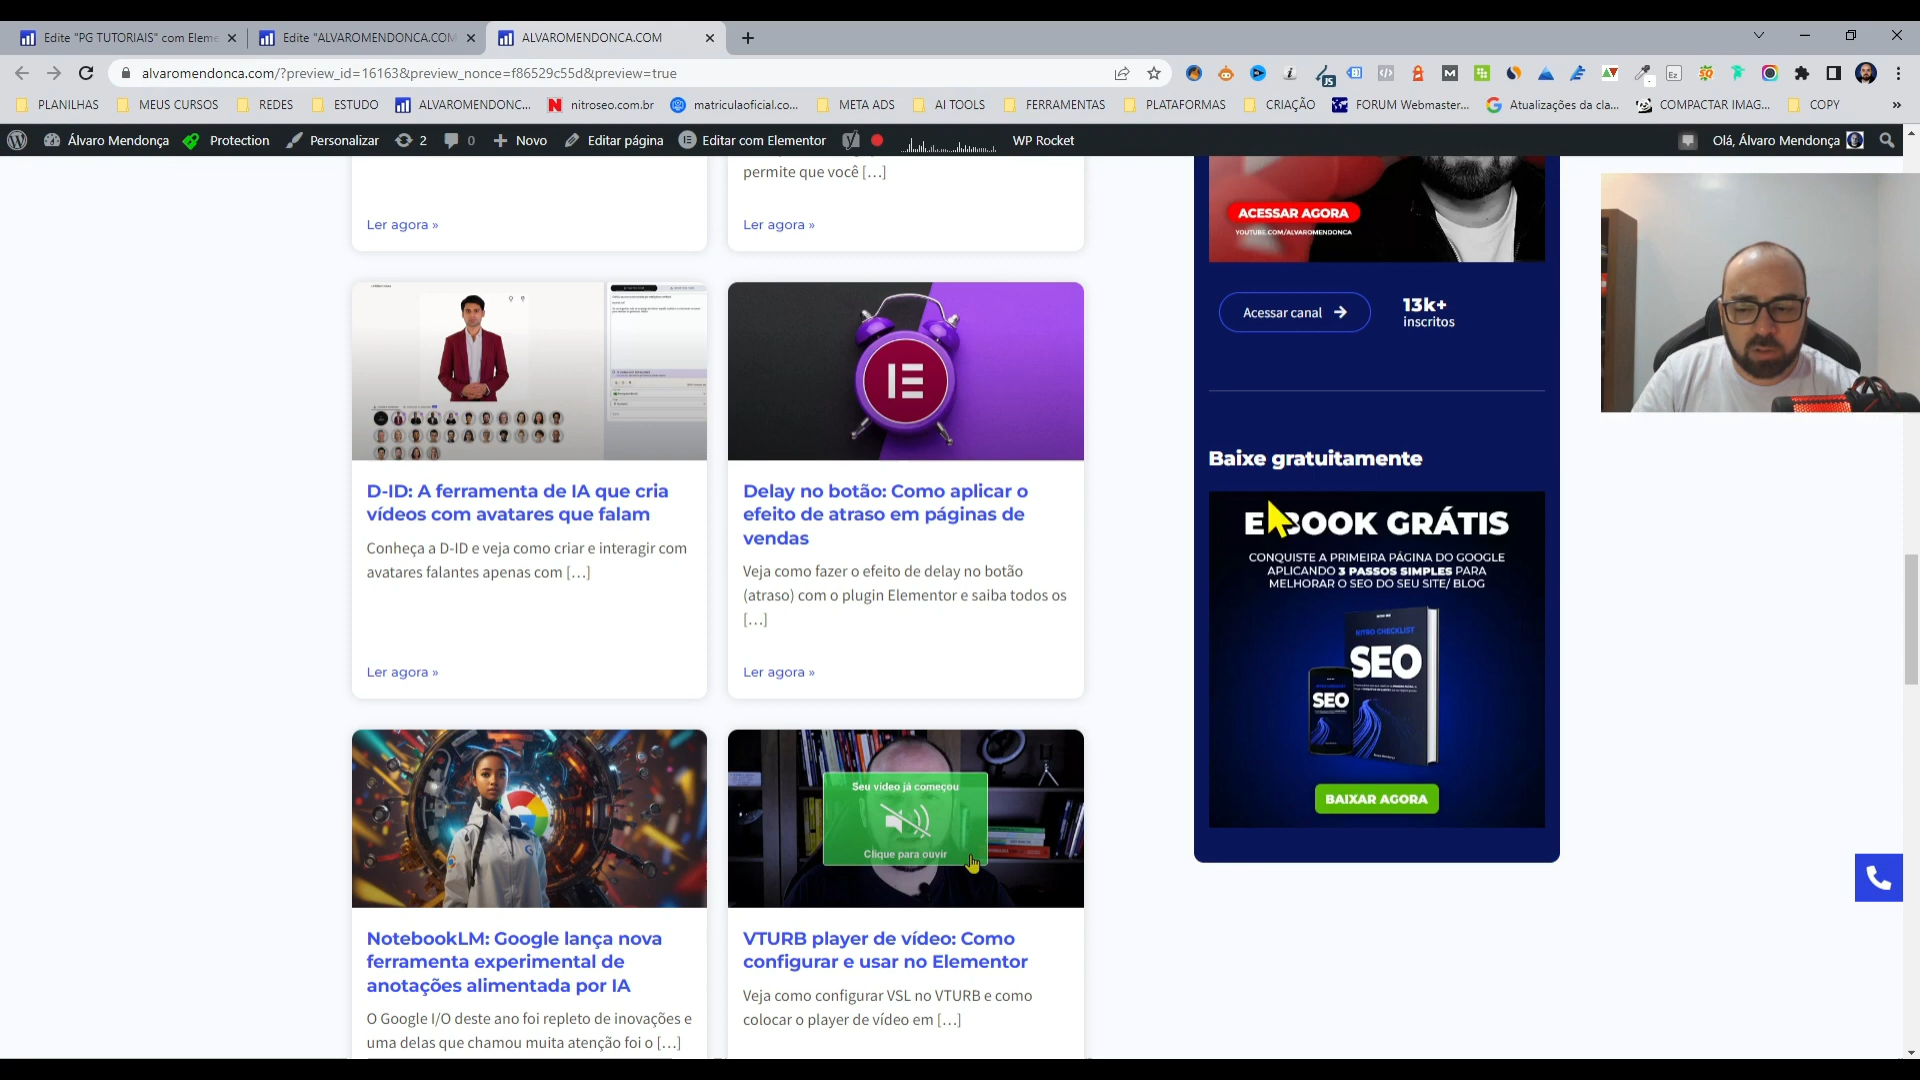 Edite "PG TUTORIAIS" com Eleme
Edite "ALVAROMENDONCA.COM
ALVAROMENDONCA.COM
alvaromendonca.com/?preview_id=16163&preview_nonce=f86529c55d&preview=true
PLANILHAS
MEUS CURSOS
REDES
ESTUDO
ALVAROMENDONC...
nitroseo.com.br
matriculaoficial.co...
META ADS
AI TOOLS
FERRAMENTAS
PLATAFORMAS
CRIAÇÃO
FORUM Webmaster...
Atualizações da cla...
COMPACTAR IMAG...
COPY
»
Álvaro Mendonça
Protection
Personalizar
2
0
Novo
Editar página
Editar com Elementor
WP Rocket
Olá, Álvaro Mendonça
permite que você [...]
Ler agora »
Ler agora »
ACESSAR AGORA
YOUTUBE.COM/ALVAROMENDONCA
Acessar canal
13k+
inscritos
D-ID: A ferramenta de IA que cria
vídeos com avatares que falam
Conheça a D-ID e veja como criar e interagir com
avatares falantes apenas com [...]
Ler agora »
Delay no botão: Como aplicar o
efeito de atraso em páginas de
vendas
Veja como fazer o efeito de delay no botão
(atraso) com o plugin Elementor e saiba todos os
[...]
Ler agora »
Baixe gratuitamente
EBOOK GRÁTIS
CONQUISTE A PRIMEIRA PÁGINA DO GOOGLE
APLICANDO 3 PASSOS SIMPLES PARA
MELHORAR O SEO DO SEU SITE/ BLOG
NITRO CHECKLIST
SEO
SEO
BAIXAR AGORA
Seu vídeo já começou
Clique para ouvir
NotebookLM: Google lança nova
ferramenta experimental de
anotações alimentada por IA
O Google I/O deste ano foi repleto de inovações e
uma delas que chamou muita atenção foi o [...]
VTURB player de vídeo: Como
configurar e usar no Elementor
Veja como configurar VSL no VTURB e como
colocar o player de vídeo em [...]